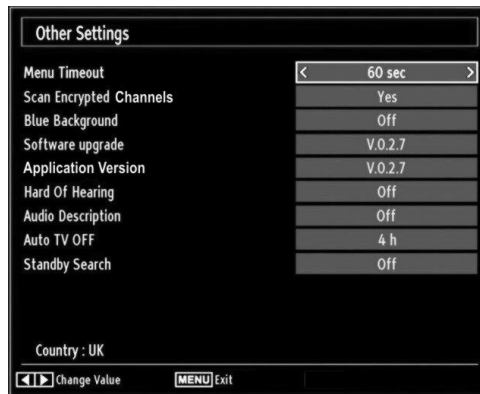 Other Settings
Menu Timeout < 60 sec >
Scan Encrypted Channels Yes
Blue Background Off
Software upgrade V.0.2.7
Application Version V.0.2.7
Hard Of Hearing Off
Audio Description Off
Auto TV OFF 4 h
Standby Search Off
Country : UK
Change Value MENU Exit